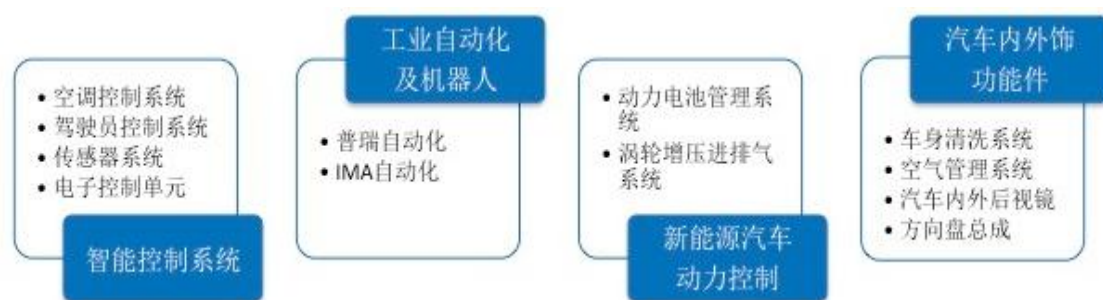 • 空调控制系统
• 驾驶员控制系统
• 传感器系统
• 电子控制单元
智能控制系统
工业自动化
及机器人
• 普瑞自动化
• IMA自动化
• 动力电池管理系
统
• 涡轮增压进排气
系统
新能源汽车
动力控制
汽车内外饰
功能件
• 车身清洗系统
• 空气管理系统
• 汽车内外后视镜
• 方向盘总成